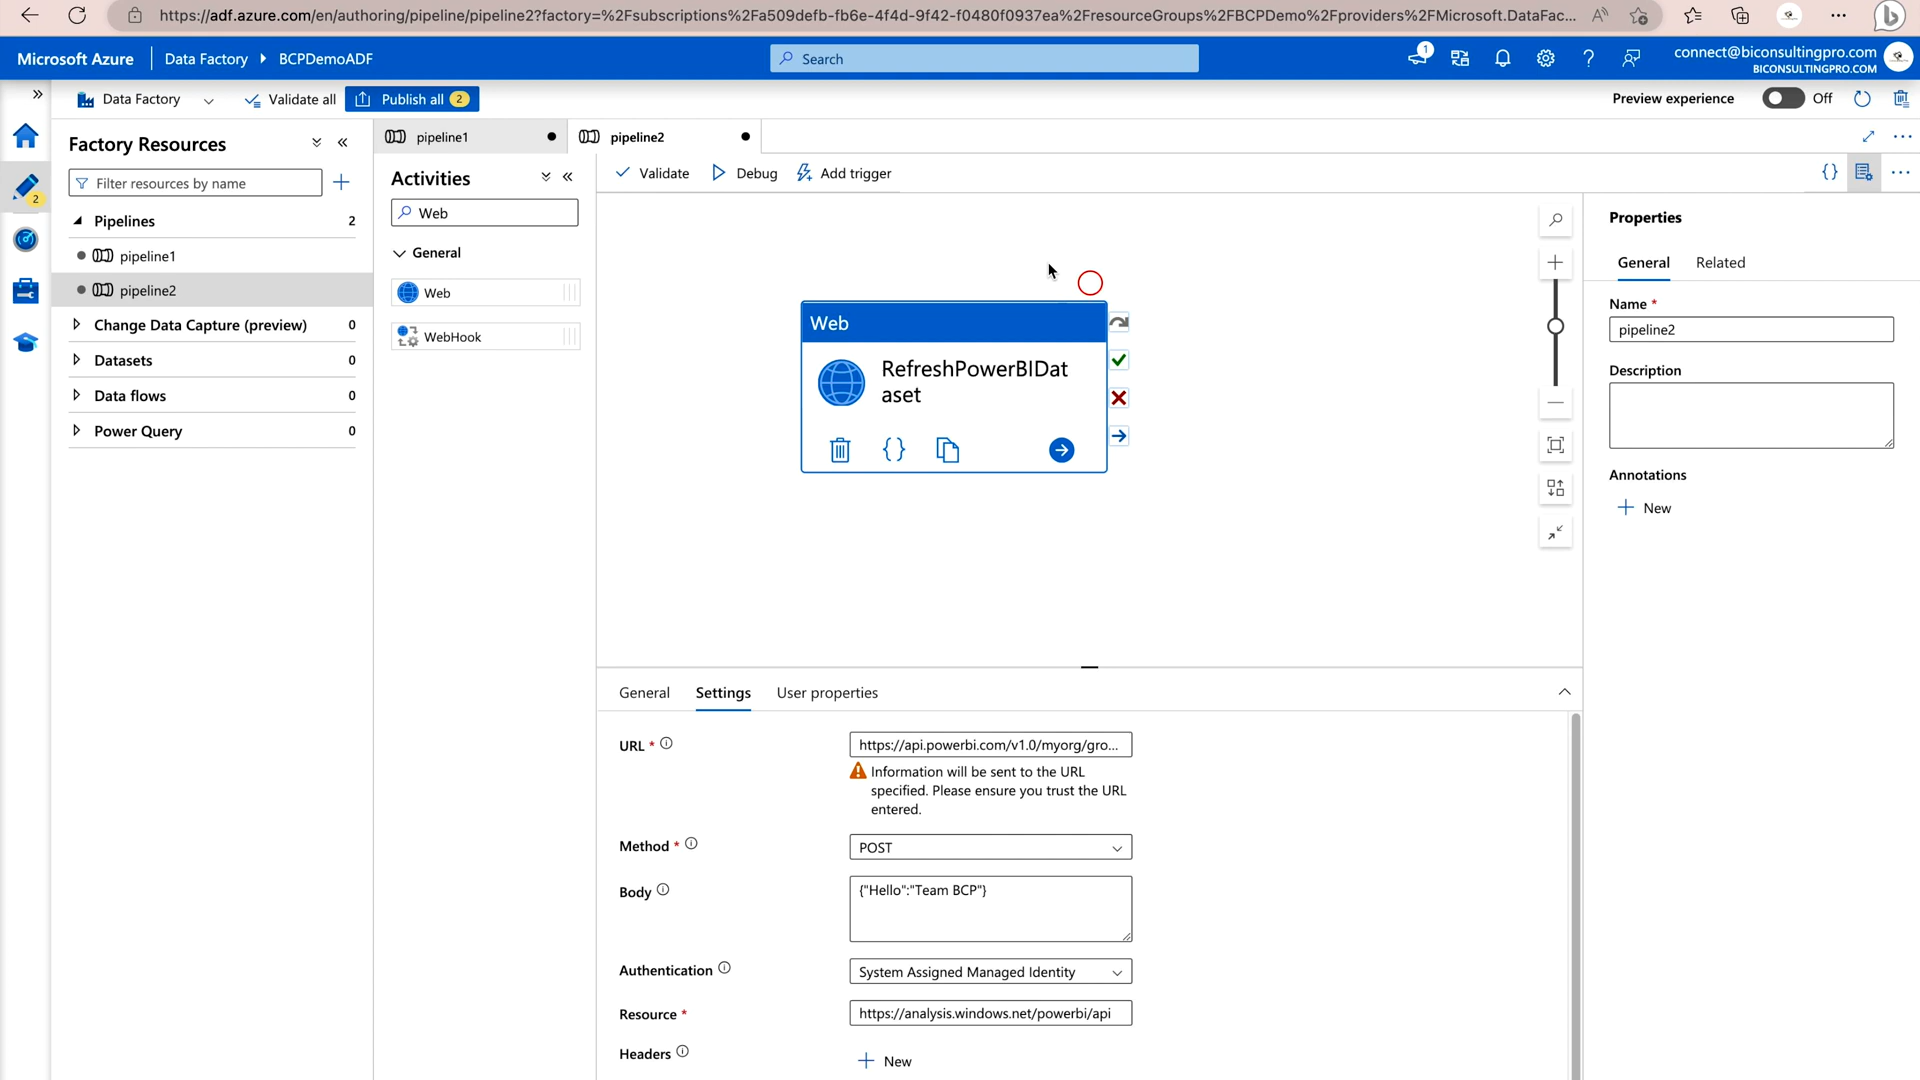 https://adf.azure.com/en/authoring/pipeline/pipeline2?factory=%2Fsubscriptions%2Fa509defb-fb6e-4f4d-9f42-f0480f0937ea%2FresourceGroups%2FBCPDemo%2Fproviders%2FMicrosoft.DataFac...
Microsoft Azure
Data Factory
BCPDemoADF
Search
1
connect@biconsultingpro.com
BICONSULTINGPRO.COM
Data Factory
Validate all
Publish all 2
Preview experience
Off
2
Factory Resources
Filter resources by name
Pipelines 2
pipeline1
pipeline2
Change Data Capture (preview) 0
Datasets 0
Data flows 0
Power Query 0
pipeline1
pipeline2
Activities
Web
General
Web
WebHook
Validate
Debug
Add trigger
Web
RefreshPowerBIDat
aset
General
Settings
User properties
URL *
https://api.powerbi.com/v1.0/myorg/gro...
Information will be sent to the URL
specified. Please ensure you trust the URL
entered.
Method *
POST
Body
{"Hello":"Team BCP"}
Authentication
System Assigned Managed Identity
Resource *
https://analysis.windows.net/powerbi/api
Headers
New
Properties
General
Related
Name *
pipeline2
Description
Annotations
New